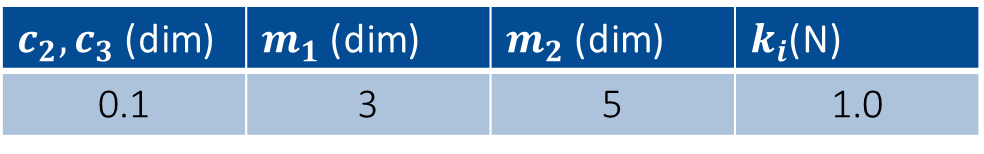 c₂, c₃ (dim) m₁ (dim) m₂ (dim) kᵢ(N)
0.1 3 5 1.0